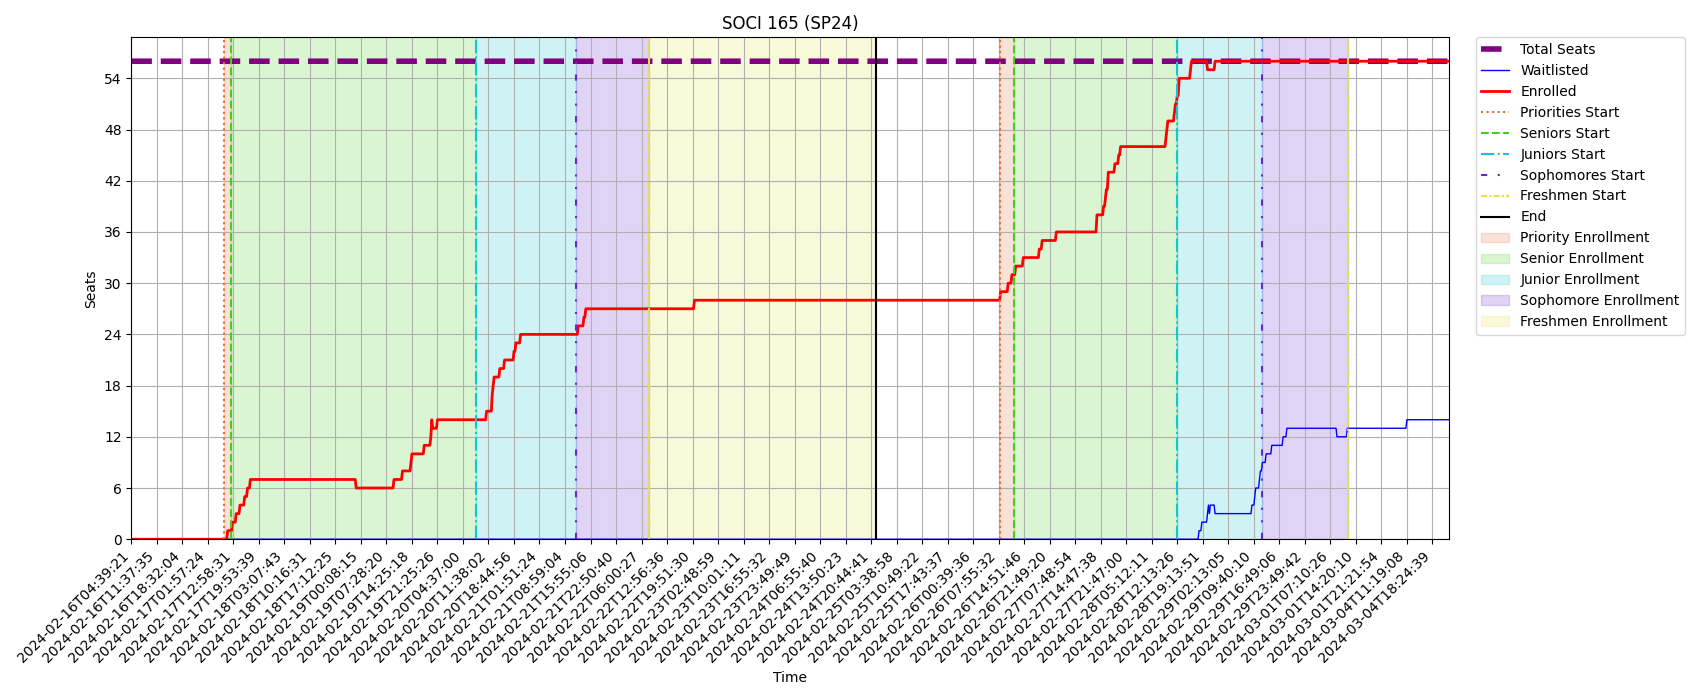 SOCI 165 (SP24)
Total Seats
Waitlisted
Enrolled
Priorities Start
Seniors Start
Juniors Start
Sophomores Start
Freshmen Start
End
Priority Enrollment
Senior Enrollment
Junior Enrollment
Sophomore Enrollment
Freshmen Enrollment
Seats
54
48
42
36
30
24
18
12
6
0
2024-02-16T04:39:21
2024-02-16T11:37:35
2024-02-16T18:32:04
2024-02-17T01:57:24
2024-02-17T12:58:31
2024-02-17T19:53:39
2024-02-18T03:07:43
2024-02-18T10:16:31
2024-02-18T17:12:25
2024-02-19T00:08:15
2024-02-19T07:28:20
2024-02-19T14:25:18
2024-02-19T21:25:26
2024-02-20T04:37:00
2024-02-20T11:38:02
2024-02-20T18:44:56
2024-02-21T01:51:24
2024-02-21T08:59:04
2024-02-21T15:55:06
2024-02-21T22:50:40
2024-02-22T06:00:27
2024-02-22T12:56:36
2024-02-22T19:51:30
2024-02-23T02:48:59
2024-02-23T10:01:11
2024-02-23T16:55:32
2024-02-23T23:49:49
2024-02-24T06:55:40
2024-02-24T13:50:23
2024-02-24T20:44:41
2024-02-25T03:38:58
2024-02-25T10:49:22
2024-02-25T17:43:37
2024-02-26T00:39:36
2024-02-26T07:55:32
2024-02-26T14:51:46
2024-02-26T21:49:20
2024-02-27T07:48:54
2024-02-27T14:47:38
2024-02-27T21:47:00
2024-02-28T05:12:11
2024-02-28T12:13:26
2024-02-28T19:13:51
2024-02-29T02:13:05
2024-02-29T09:40:10
2024-02-29T16:49:06
2024-02-29T23:49:42
2024-03-01T07:10:26
2024-03-01T14:20:10
2024-03-01T21:21:54
2024-03-04T11:19:08
2024-03-04T18:24:39
Time